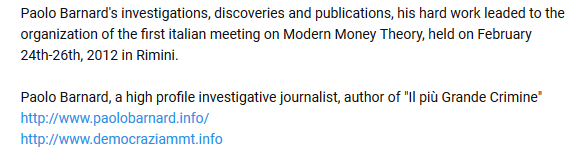 Paolo Barnard's investigations, discoveries and publications, his hard work leaded to the
organization of the first italian meeting on Modern Money Theory, held on February
24th-26th, 2012 in Rimini.
Paolo Barnard, a high profile investigative journalist, author of "Il più Grande Crimine"
http://www.paolobarnard.info/
http://www.democraziammt.info